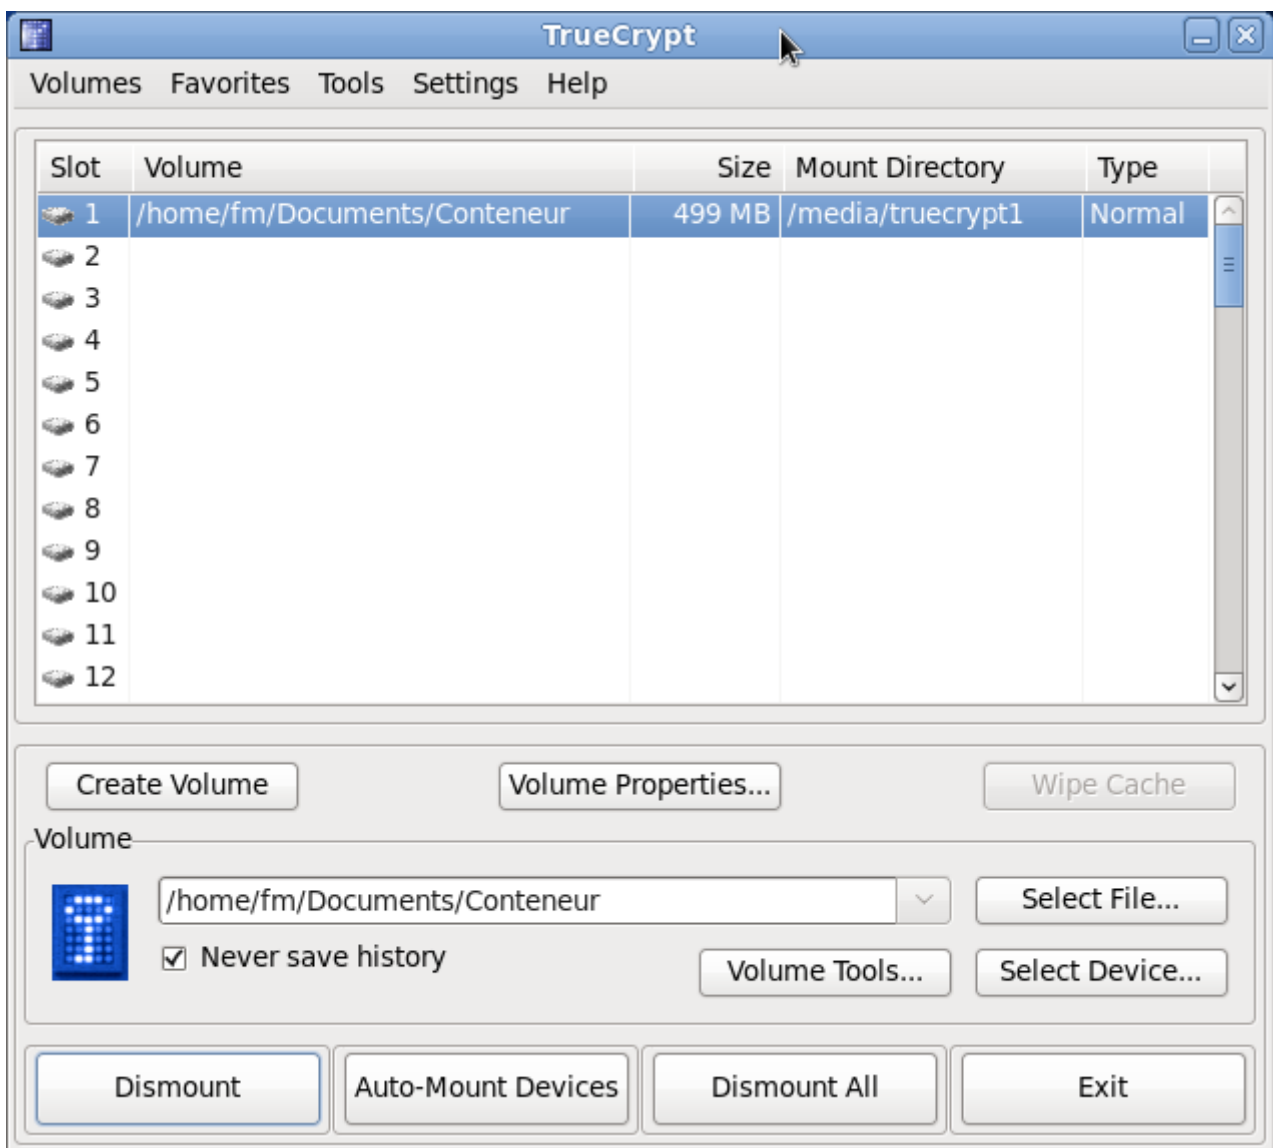 TrueCrypt
Volumes Favorites Tools Settings Help
Slot Volume Size Mount Directory Type
1 /home/fm/Documents/Conteneur 499 MB /media/truecrypt1 Normal
2
3
4
5
6
7
8
9
10
11
12
Create Volume Volume Properties... Wipe Cache
Volume
/home/fm/Documents/Conteneur Select File...
Never save history
Volume Tools... Select Device...
Dismount Auto-Mount Devices Dismount All Exit